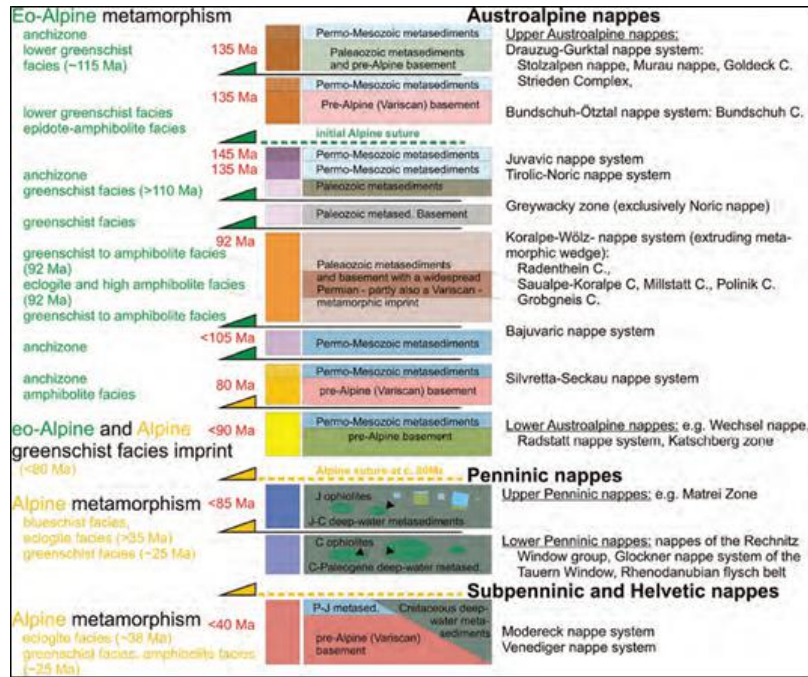 Eo-Alpine metamorphism
Austroalpine nappes
anchizone
lower greenschist
facies (~115 Ma)
135 Ma
Permo-Mesozoic metasediments
Paleaozoic metasediments
and pre-Alpine basement
Upper Austroalpine nappes:
Drauzug-Gurktal nappe system:
Stolzalpen nappe, Murau nappe, Goldeck C.
Strieden Complex,
135 Ma
lower greenschist facies
epidote-amphibolite facies
Permo-Mesozoic metasediments
Pre-Alpine (Variscan) basement
Bundschuh-Ötztal nappe system: Bundschuh C.
initial Alpine suture
145 Ma
135 Ma
anchizone
greenschist facies (>110 Ma)
Permo-Mesozoic metasediments
Permo-Mesozoic metasediments
Paleozoic metasediments
Juvavic nappe system
Tirolic-Noric nappe system
greenschist facies
Paleozoic metased. Basement
Greywacky zone (exclusively Noric nappe)
92 Ma
greenschist to amphibolite facies
(92 Ma)
eclogite and high amphibolite facies
(92 Ma)
greenschist to amphibolite facies
Paleaozoic metasediments
and basement with a widespread
Permian - partly also a Variscan -
metamorphic imprint
Koralpe-Wölz- nappe system (extruding meta-
morphic wedge):
Radenthein C.,
Saualpe-Koralpe C, Millstatt C., Polinik C.
Grobgneis C.
<105 Ma
anchizone
Permo-Mesozoic metasediments
Bajuvaric nappe system
anchizone
amphibolite facies
80 Ma
Permo-Mesozoic metasediments
pre-Alpine (Variscan) basement
Silvretta-Seckau nappe system
eo-Alpine and Alpine
greenschist facies imprint
(<80 Ma)
<90 Ma
Permo-Mesozoic metasediments
pre-Alpine basement
Lower Austroalpine nappes: e.g. Wechsel nappe,
Radstatt nappe system, Katschberg zone
Alpine suture at c. 80Ma
Penninic nappes
Alpine metamorphism
blueschist facies,
eclogite facies (>35 Ma)
greenschist facies (~25 Ma)
<85 Ma
J ophiolites
J-C deep-water metasediments
Upper Penninic nappes: e.g. Matrei Zone
C ophiolites
C-Paleogene deep-water metased.
Lower Penninic nappes: nappes of the Rechnitz
Window group, Glockner nappe system of the
Tauern Window, Rhenodanubian flysch belt
Subpenninic and Helvetic nappes
Alpine metamorphism
eclogite facies (~38 Ma)
greenschist facies, amphibolite facies
(~25 Ma)
<40 Ma
P-J metased.
Cretaceous deep-
water meta-
sediments
pre-Alpine (Variscan)
basement
Modereck nappe system
Venediger nappe system